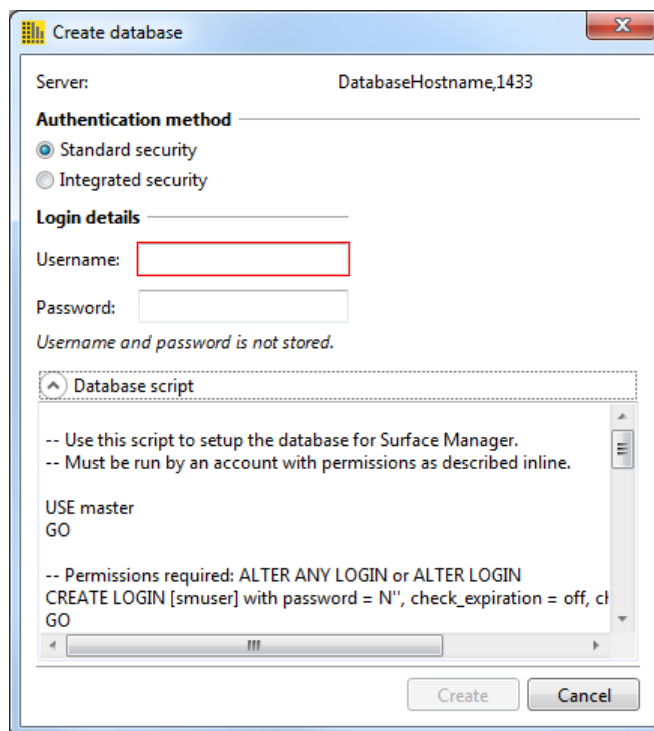 Create database
Server: DatabaseHostname,1433
Authentication method
Standard security
Integrated security
Login details
Username:
Password:
Username and password is not stored.
Database script
-- Use this script to setup the database for Surface Manager.
-- Must be run by an account with permissions as described inline.
USE master
GO
-- Permissions required: ALTER ANY LOGIN or ALTER LOGIN
CREATE LOGIN [smuser] with password = N'', check_expiration = off,
GO
Create Cancel